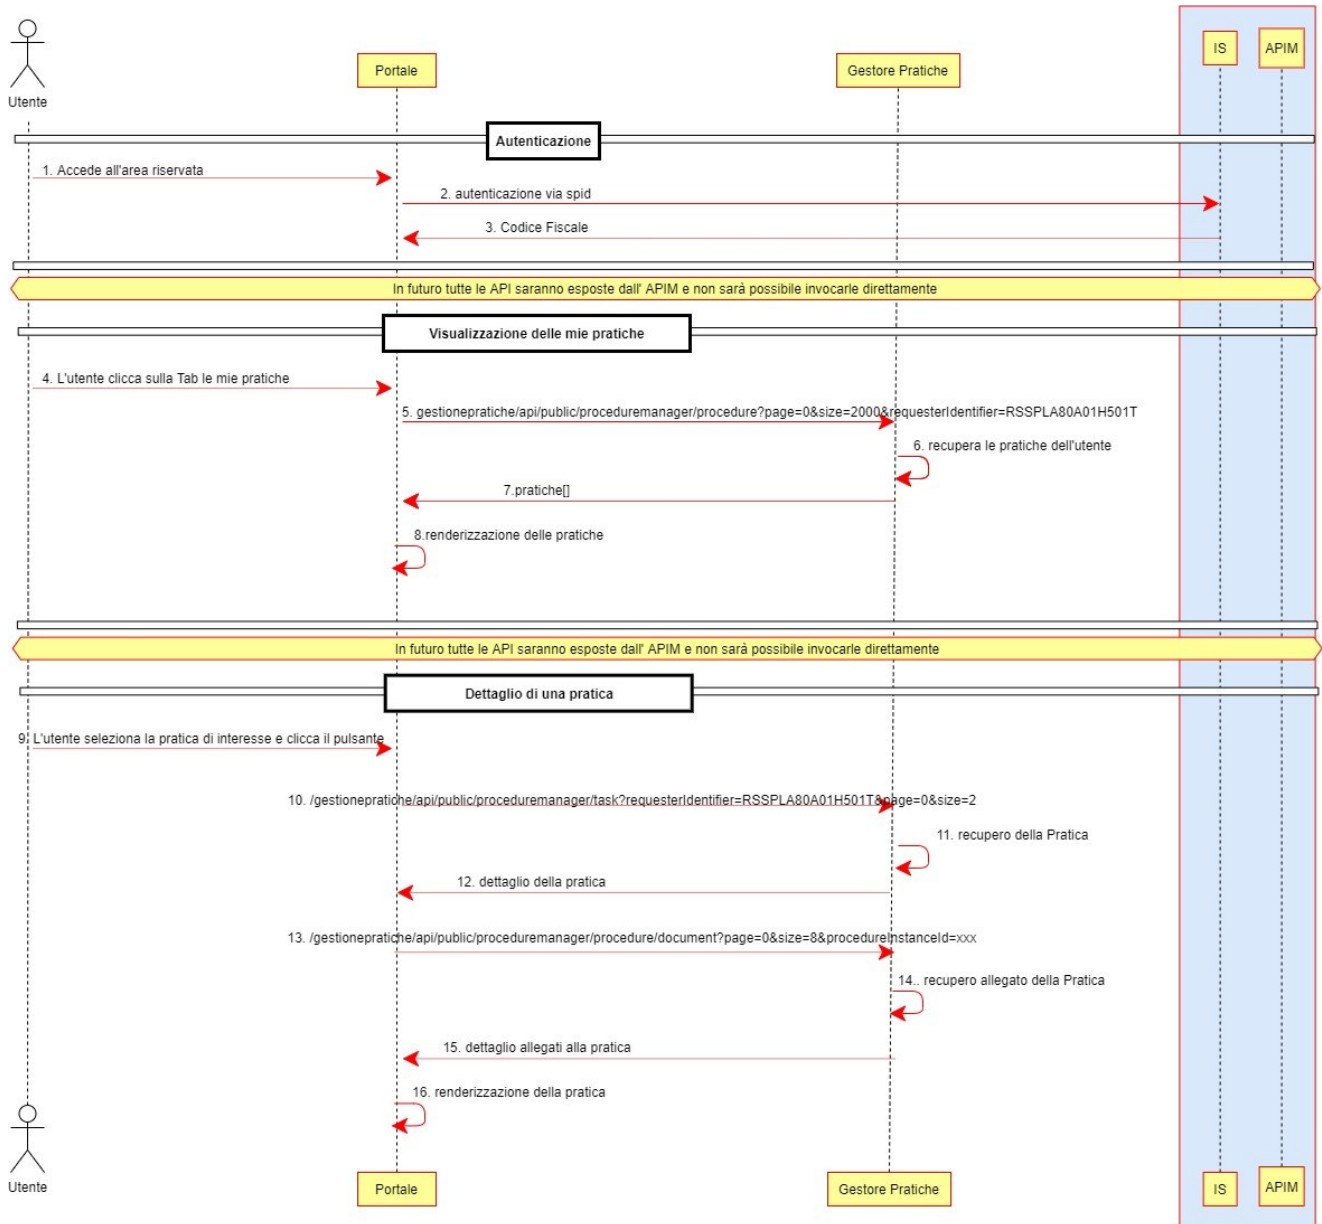 IS
APIM
Portale
Gestore Pratiche
Utente
Autenticazione
1. Accede all'area riservata
2. autenticazione via spid
3. Codice Fiscale
In futuro tutte le API saranno esposte dall' APIM e non sarà possibile invocarle direttamente
Visualizzazione delle mie pratiche
4. L'utente clicca sulla Tab le mie pratiche
5. gestionepratiche/api/public/proceduremanager/procedure?page=0&size=2000&requesterIdentifier=RSSPLA80A01H501T
6. recupera le pratiche dell'utente
7.pratiche[]
8.renderizzazione delle pratiche
In futuro tutte le API saranno esposte dall' APIM e non sarà possibile invocarle direttamente
Dettaglio di una pratica
9. L'utente seleziona la pratica di interesse e clicca il pulsante
10. /gestionepratiche/api/public/proceduremanager/task?requesterIdentifier=RSSPLA80A01H501T&page=0&size=2
11. recupero della Pratica
12. dettaglio della pratica
13. /gestionepratiche/api/public/proceduremanager/procedure/document?page=0&size=8&procedureInstanceId=xxx
14.. recupero allegato della Pratica
15. dettaglio allegati alla pratica
16. renderizzazione della pratica
Utente
Portale
Gestore Pratiche
IS
APIM